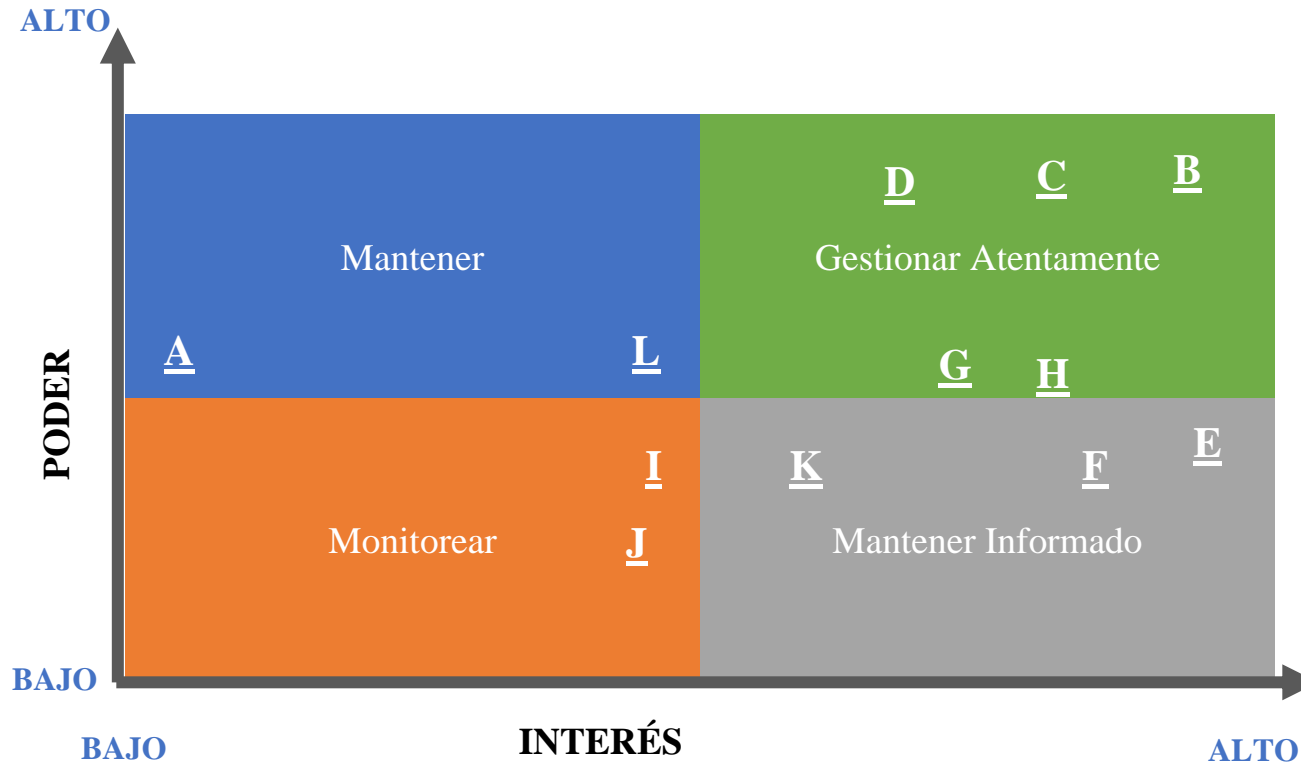 ALTO
D C B
Mantener
Gestionar Atentamente
A L
G H
PODER
E
I K F
Monitorear
J
Mantener Informado
BAJO
BAJO
INTERÉS
ALTO